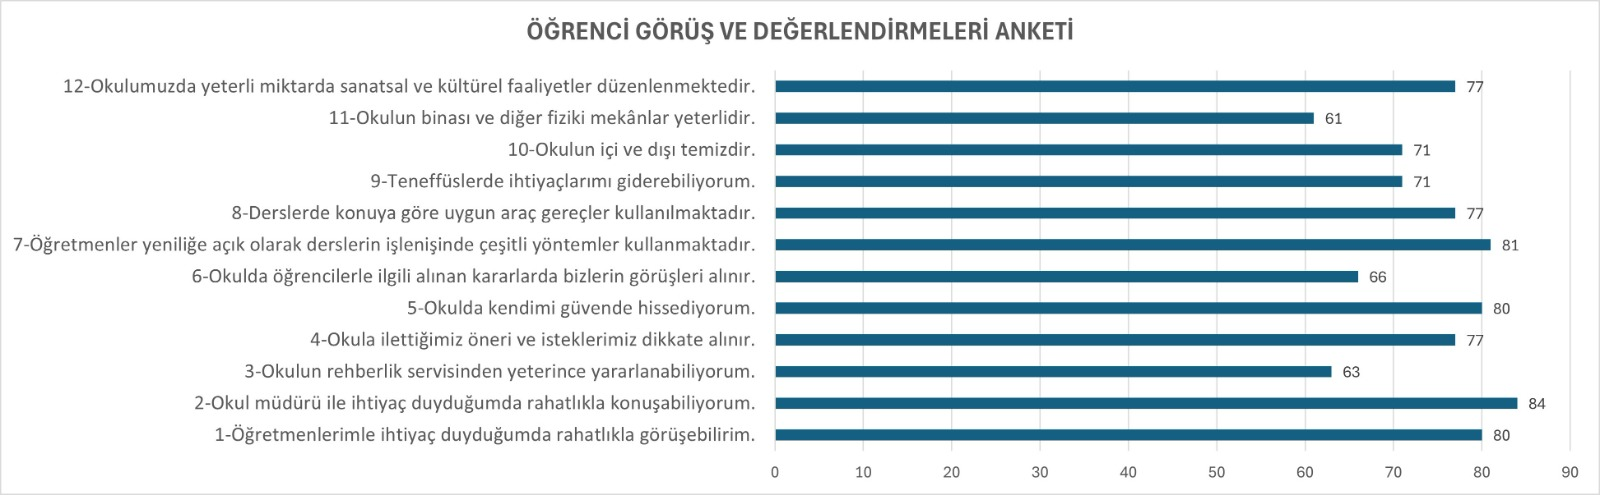 ÖĞRENCİ GÖRÜŞ VE DEĞERLENDİRMELERİ ANKETİ
12-Okulumuzda yeterli miktarda sanatsal ve kültürel faaliyetler düzenlenmektedir. 77
11-Okulun binası ve diğer fiziki mekânlar yeterlidir. 61
10-Okulun içi ve dışı temizdir. 71
9-Teneffüslerde ihtiyaçlarımı giderebiliyorum. 71
8-Derslerde konuya göre uygun araç gereçler kullanılmaktadır. 77
7-Öğretmenler yeniliğe açık olarak derslerin işlenişinde çeşitli yöntemler kullanmaktadır. 81
6-Okulda öğrencilerle ilgili alınan kararlarda bizlerin görüşleri alınır. 66
5-Okulda kendimi güvende hissediyorum. 80
4-Okula ilettiğimiz öneri ve isteklerimiz dikkate alınır. 77
3-Okulun rehberlik servisinden yeterince yararlanabiliyorum. 63
2-Okul müdürü ile ihtiyaç duyduğumda rahatlıkla konuşabiliyorum. 84
1-Öğretmenlerimle ihtiyaç duyduğumda rahatlıkla görüşebilirim. 80
0 10 20 30 40 50 60 70 80 90